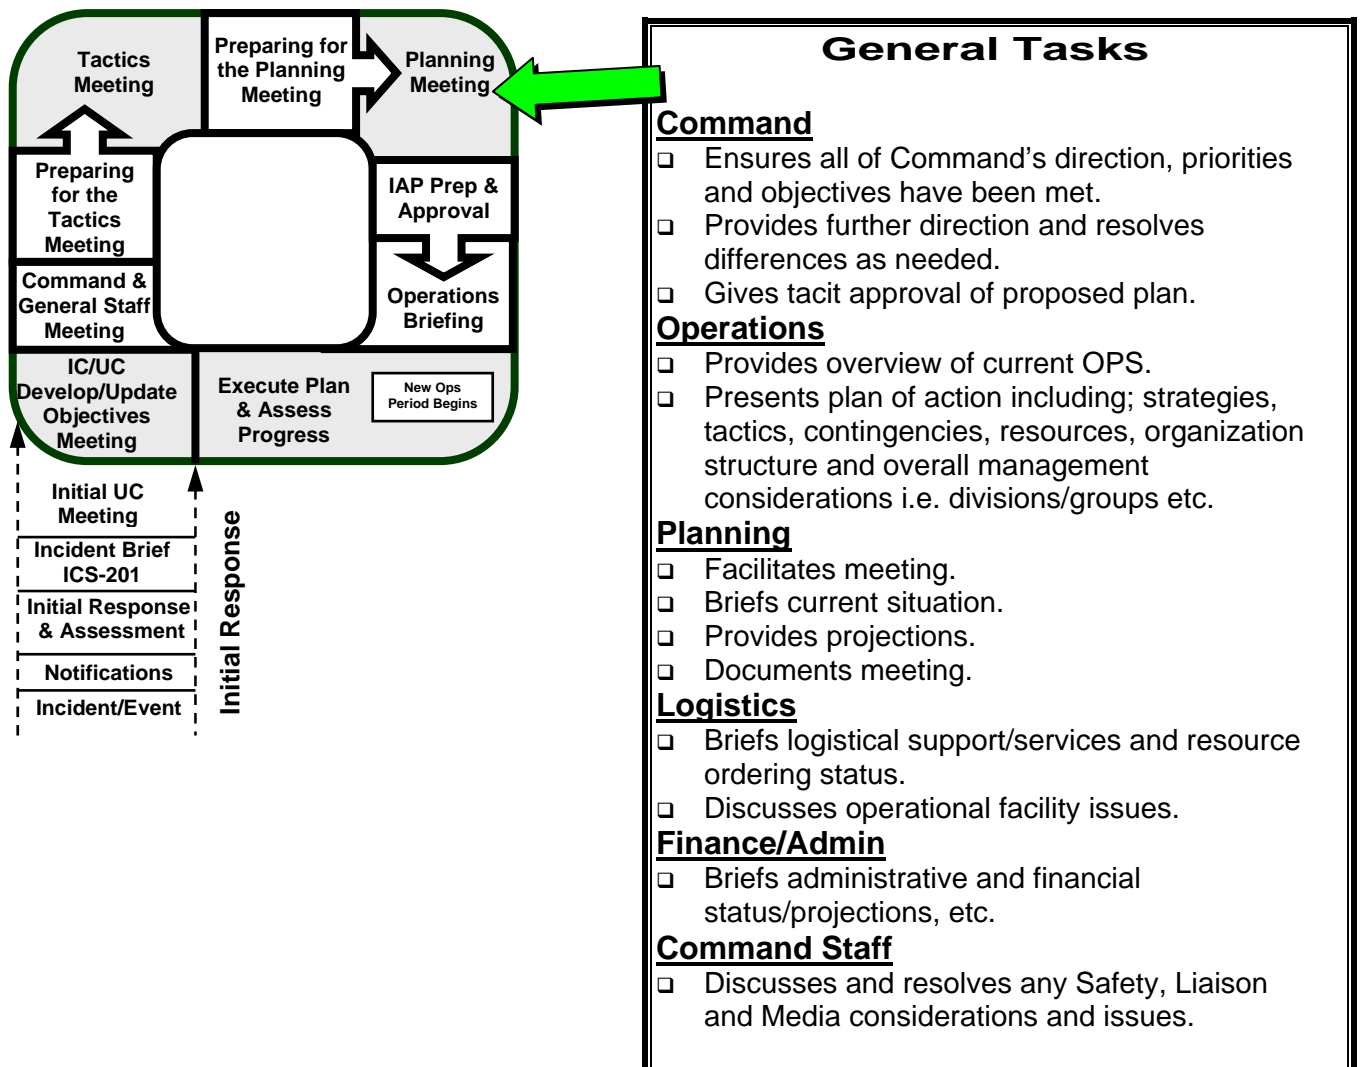 Tactics
Meeting
Preparing for
the Planning
Meeting
Planning
Meeting
Preparing
for the
Tactics
Meeting
IAP Prep &
Approval
Command &
General Staff
Meeting
Operations
Briefing
IC/UC
Develop/Update
Objectives
Meeting
Execute Plan
& Assess
Progress
New Ops
Period Begins
Initial UC
Meeting
Incident Brief
ICS-201
Initial Response
& Assessment
Notifications
Incident/Event
Initial Response
General Tasks
Command
❑ Ensures all of Command’s direction, priorities
and objectives have been met.
❑ Provides further direction and resolves
differences as needed.
❑ Gives tacit approval of proposed plan.
Operations
❑ Provides overview of current OPS.
❑ Presents plan of action including; strategies,
tactics, contingencies, resources, organization
structure and overall management
considerations i.e. divisions/groups etc.
Planning
❑ Facilitates meeting.
❑ Briefs current situation.
❑ Provides projections.
❑ Documents meeting.
Logistics
❑ Briefs logistical support/services and resource
ordering status.
❑ Discusses operational facility issues.
Finance/Admin
❑ Briefs administrative and financial
status/projections, etc.
Command Staff
❑ Discusses and resolves any Safety, Liaison
and Media considerations and issues.